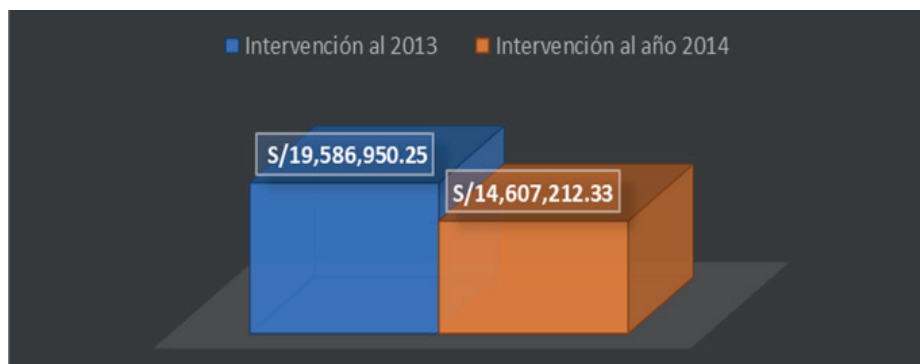 Intervención al 2013 Intervención al año 2014
S/19,586,950.25
S/14,607,212.33